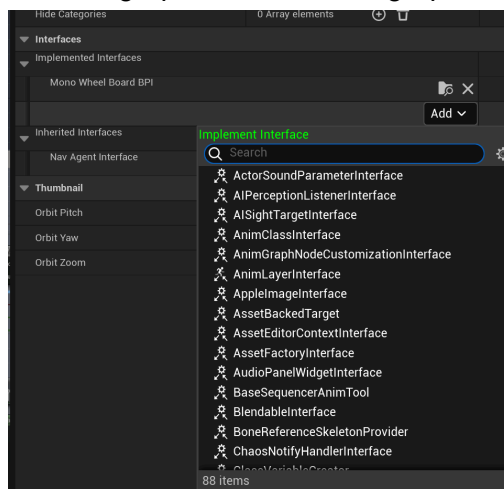 Hide Categories 0 Array elements
Interfaces
Implemented Interfaces
Mono Wheel Board BPI
Add
Inherited Interfaces
Nav Agent Interface
Thumbnail
Orbit Pitch
Orbit Yaw
Orbit Zoom
Implement Interface
Search
ActorSoundParameterInterface
AIPerceptionListenerInterface
AISightTargetInterface
AnimClassInterface
AnimGraphNodeCustomizationInterface
AnimLayerInterface
AppleImageInterface
AssetBackedTarget
AssetEditorContextInterface
AssetFactoryInterface
AudioPanelWidgetInterface
BaseSequencerAnimTool
BlendableInterface
BoneReferenceSkeletonProvider
ChaosNotifyHandlerInterface
88 items